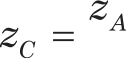 z_C = z_A